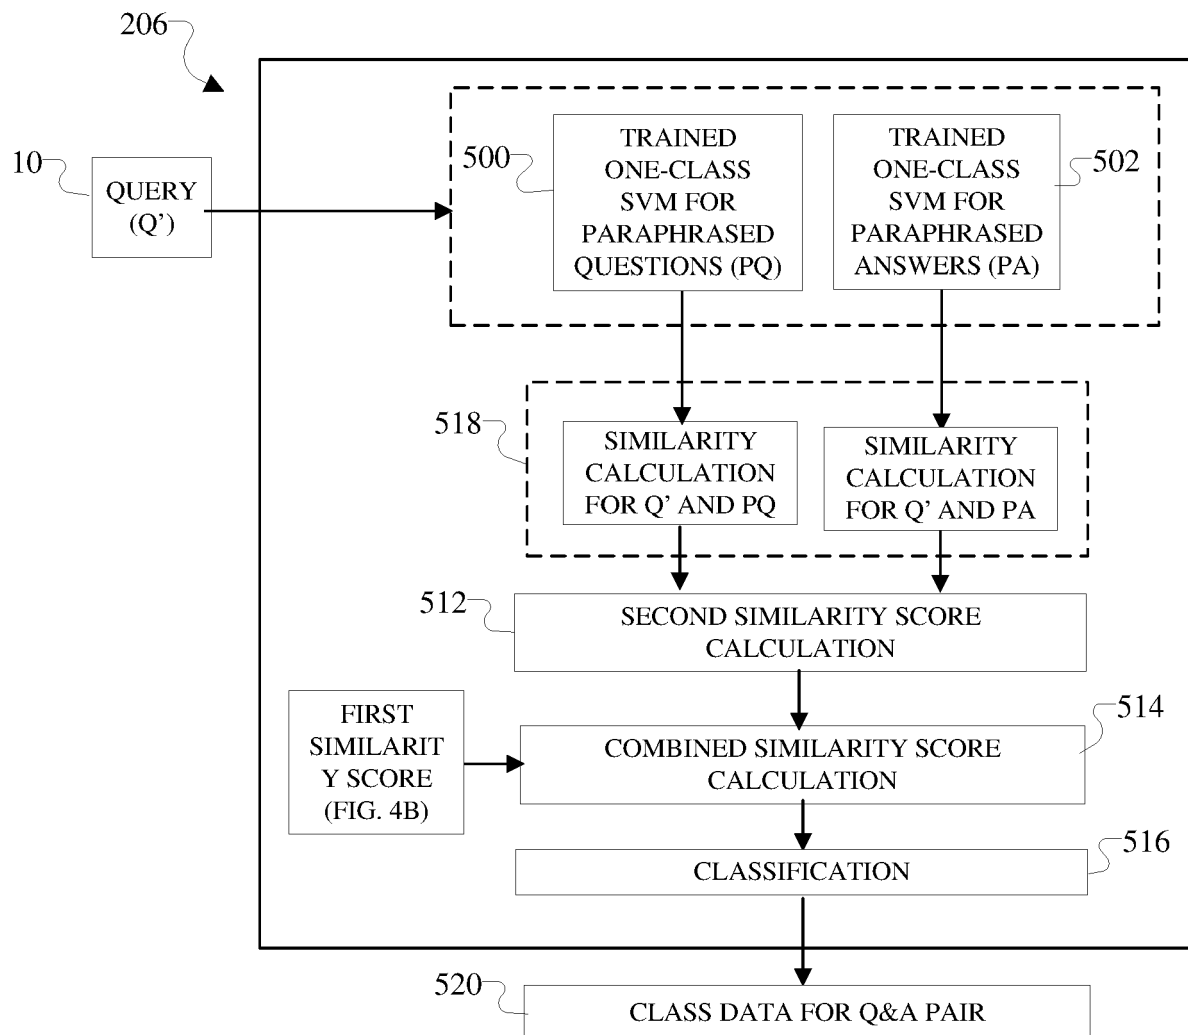 206
10
QUERY
(Q’)
500
TRAINED
ONE-CLASS
SVM FOR
PARAPHRASED
QUESTIONS (PQ)
TRAINED
ONE-CLASS
SVM FOR
PARAPHRASED
ANSWERS (PA)
502
518
SIMILARITY
CALCULATION
FOR Q’ AND PQ
SIMILARITY
CALCULATION
FOR Q’ AND PA
512
SECOND SIMILARITY SCORE
CALCULATION
FIRST
SIMILARIT
Y SCORE
(FIG. 4B)
COMBINED SIMILARITY SCORE
CALCULATION
514
CLASSIFICATION
516
520
CLASS DATA FOR Q&A PAIR